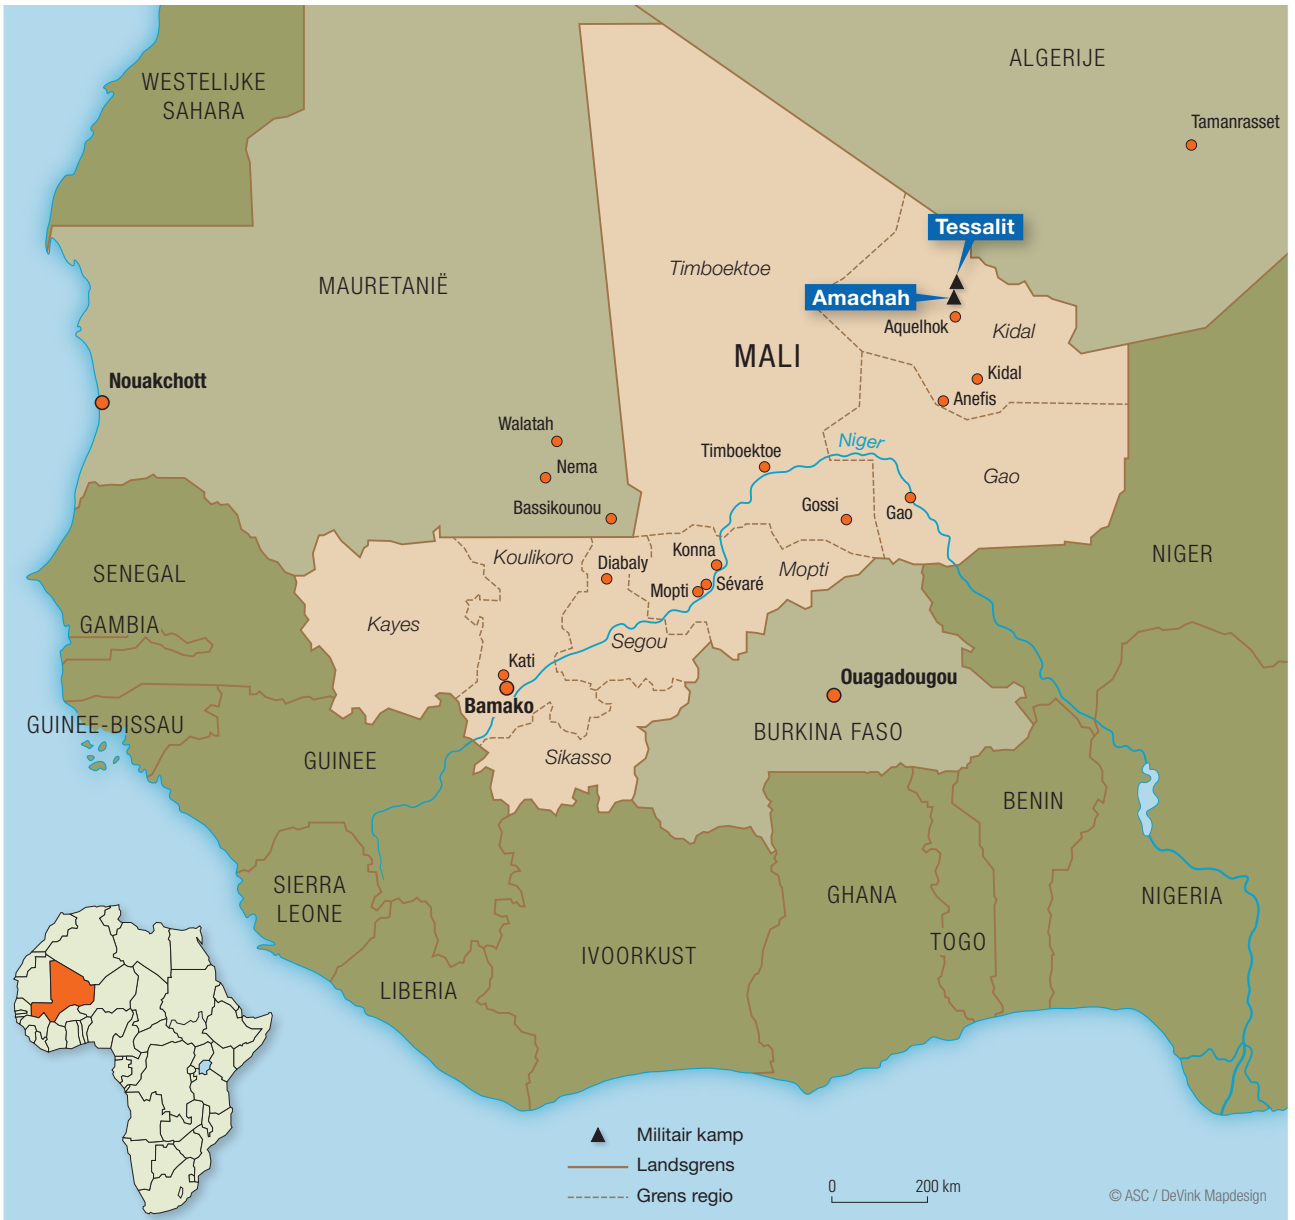 WESTELIJKE
SAHARA
ALGERIJE
Tamanrasset
Tessalit
Timboektoe
MAURETANIË
Amachah
Aquelhok
Kidal
MALI
Nouakchott
Kidal
Anefis
Walatah
Niger
Timboektoe
Nema
Gao
Bassikounou
Gossi
Gao
Koulikoro
Konna
NIGER
Diabaly
Mopti
SENEGAL
Mopti
Sévaré
GAMBIA
Kayes
Segou
Kati
Ouagadougou
Bamako
GUINEE-BISSAU
BURKINA FASO
GUINEE
Sikasso
BENIN
SIERRA
LEONE
GHANA
NIGERIA
TOGO
IVOORKUST
LIBERIA
Militair kamp
Landsgrens
Grens regio
0 200 km
© ASC / DeVink Mapdesign